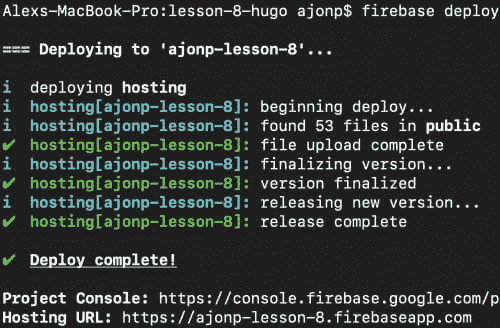 Alexs-MacBook-Pro:lesson-8-hugo ajonp$ firebase deploy
=== Deploying to 'ajonp-lesson-8'...
i deploying hosting
i hosting[ajonp-lesson-8]: beginning deploy...
i hosting[ajonp-lesson-8]: found 53 files in public
✔ hosting[ajonp-lesson-8]: file upload complete
i hosting[ajonp-lesson-8]: finalizing version...
✔ hosting[ajonp-lesson-8]: version finalized
i hosting[ajonp-lesson-8]: releasing new version...
✔ hosting[ajonp-lesson-8]: release complete
✔ Deploy complete!
Project Console: https://console.firebase.google.com/p
Hosting URL: https://ajonp-lesson-8.firebaseapp.com